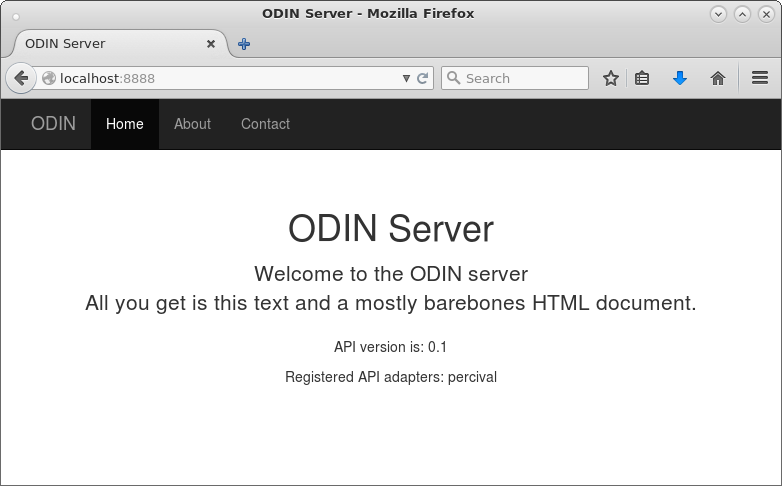 ODIN Server - Mozilla Firefox
ODIN Server
localhost:8888
Search
ODIN Home About Contact
ODIN Server
Welcome to the ODIN server
All you get is this text and a mostly barebones HTML document.
API version is: 0.1
Registered API adapters: percival